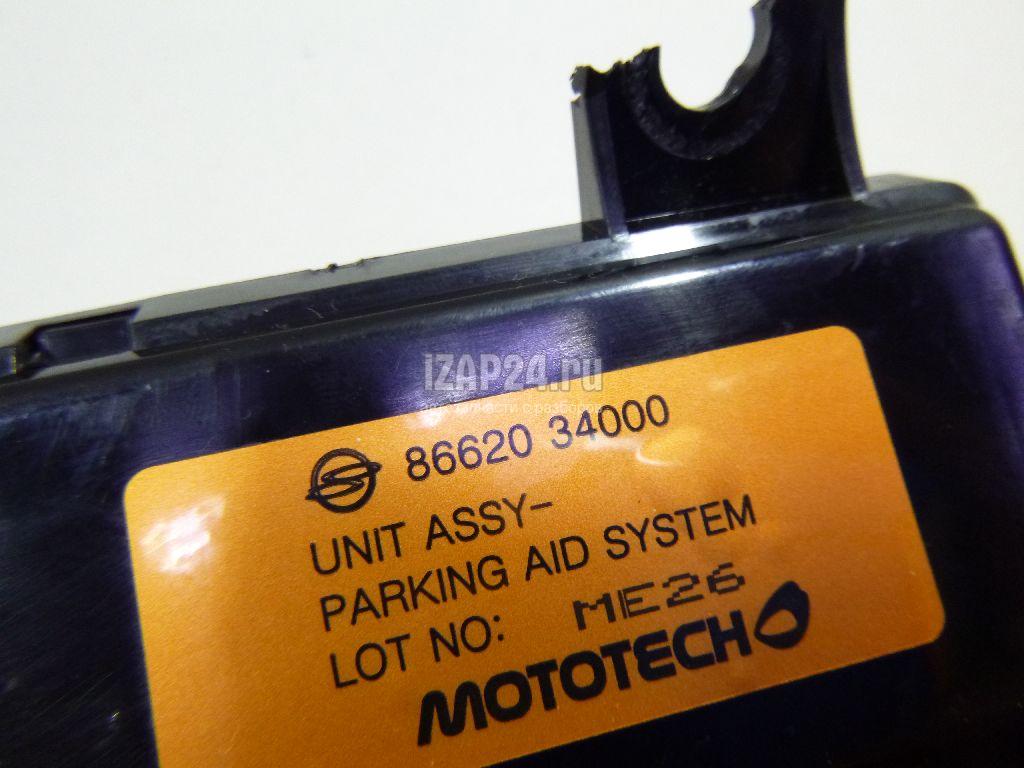 iZAP24.ru
86620 34000
UNIT ASSY-
PARKING AID SYSTEM
LOT NO: ME26
MOTOTECH